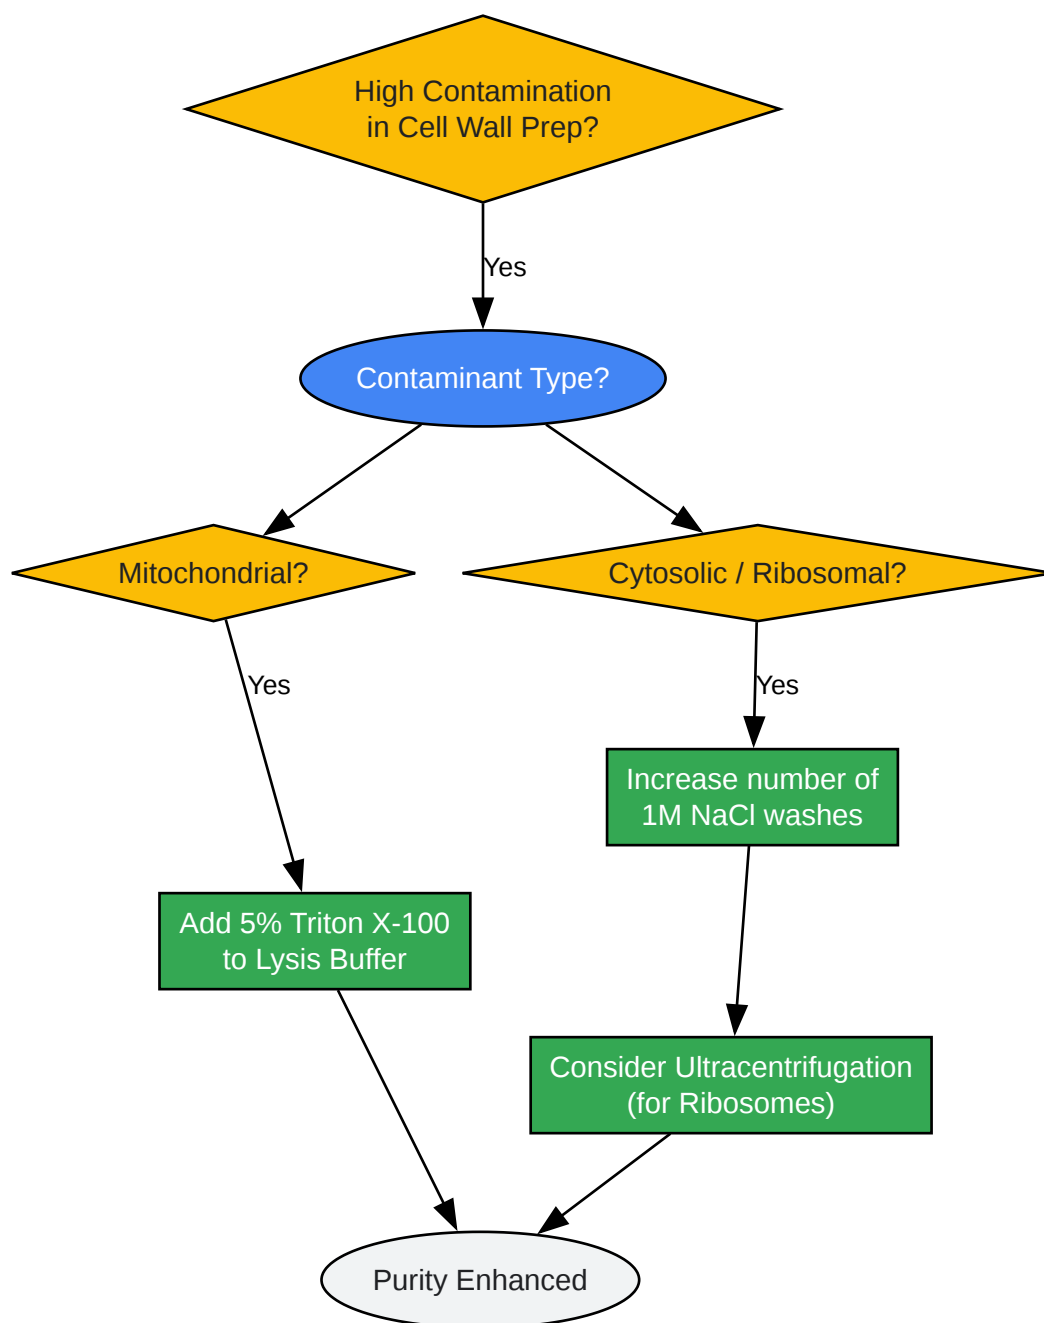 High Contamination
in Cell Wall Prep?
Yes
Contaminant Type?
Mitochondrial?
Cytosolic / Ribosomal?
Yes
Yes
Increase number of
1M NaCl washes
Add 5% Triton X-100
to Lysis Buffer
Consider Ultracentrifugation
(for Ribosomes)
Purity Enhanced